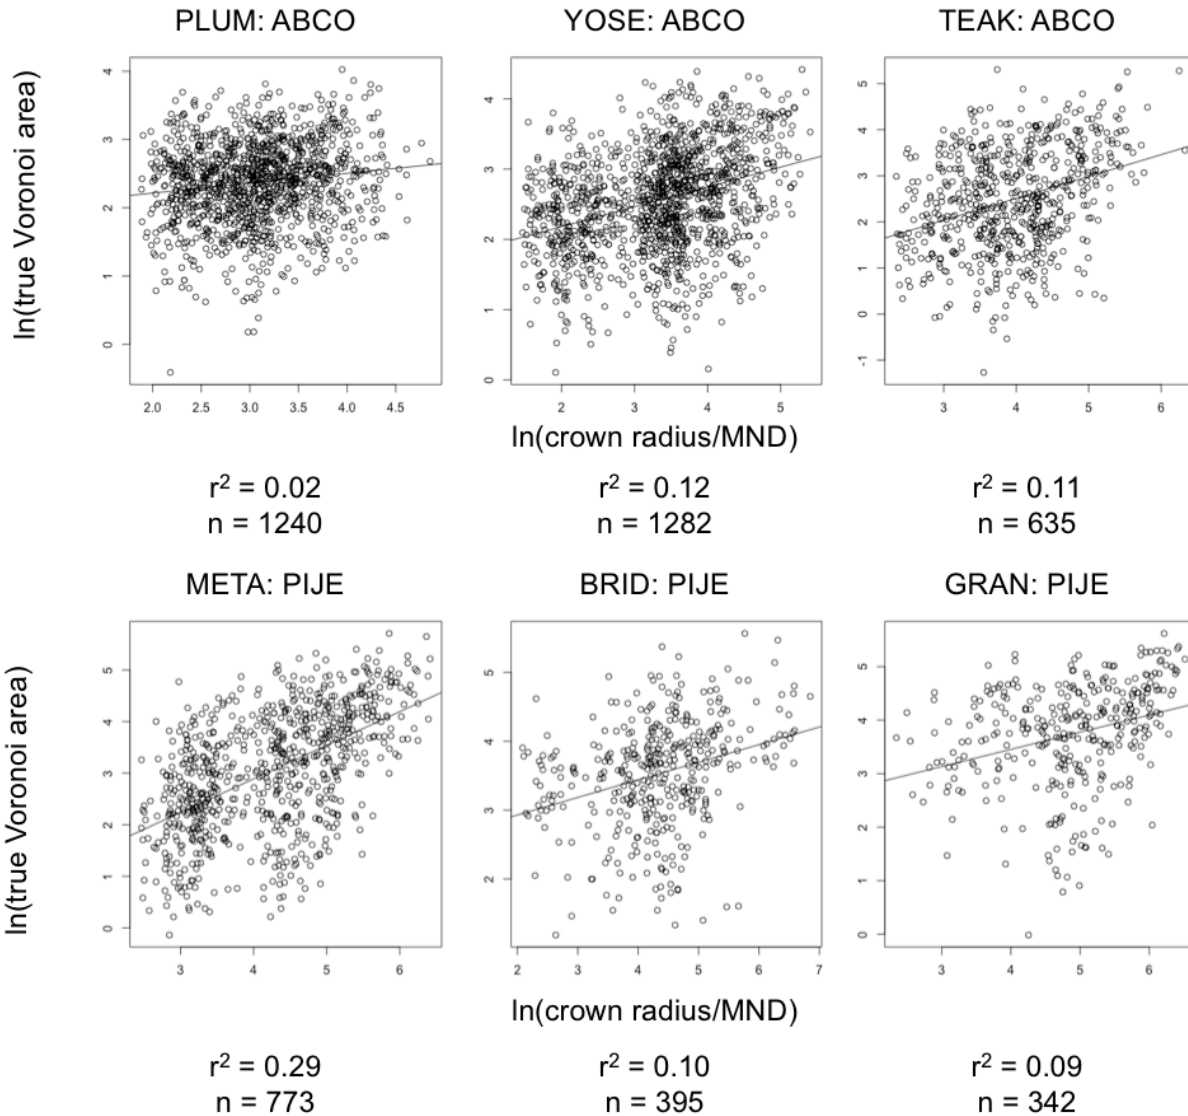 PLUM: ABCO YOSE: ABCO TEAK: ABCO
ln(true Voronoi area)
4
3
2
1
0
4
3
2
1
0
5
4
3
2
1
0
-1
2.0 2.5 3.0 3.5 4.0 4.5 2 3 4 5 3 4 5 6
ln(crown radius/MND)
r² = 0.02 r² = 0.12 r² = 0.11
n = 1240 n = 1282 n = 635
META: PIJE BRID: PIJE GRAN: PIJE
ln(true Voronoi area)
5
4
3
2
1
0
5
4
3
2
5
4
3
2
1
0
3 4 5 6 2 3 4 5 6 7 3 4 5 6
ln(crown radius/MND)
r² = 0.29 r² = 0.10 r² = 0.09
n = 773 n = 395 n = 342